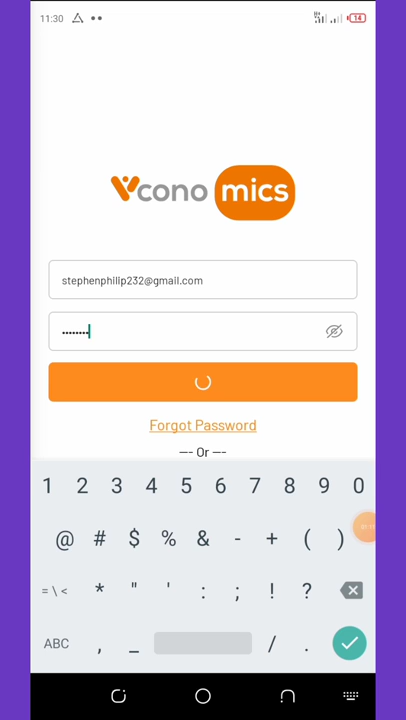 11:30
14
Vcono mics
stephenphilip232@gmail.com
••••••••
Forgot Password
--- Or ---
1 2 3 4 5 6 7 8 9 0
@ # $ % & - + ( )
= \ < * " ' : ; ! ?
ABC , _ / .